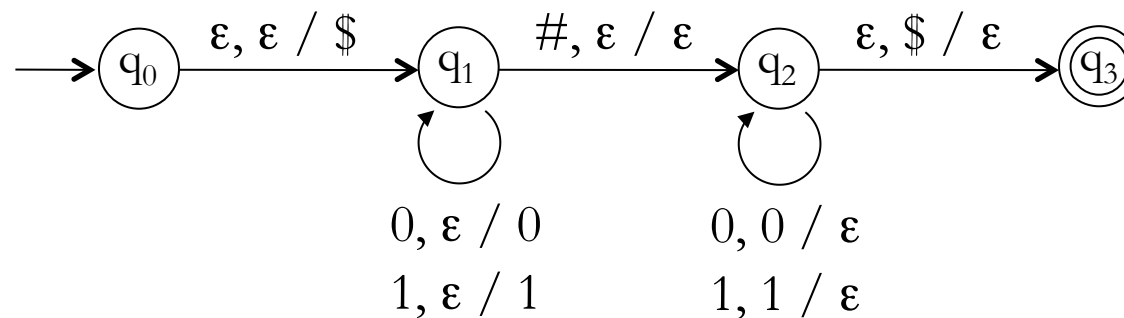 ε, ε / $ #, ε / ε ε, $ / ε
q₀ q₁ q₂ q₃
0, ε / 0 0, 0 / ε
1, ε / 1 1, 1 / ε